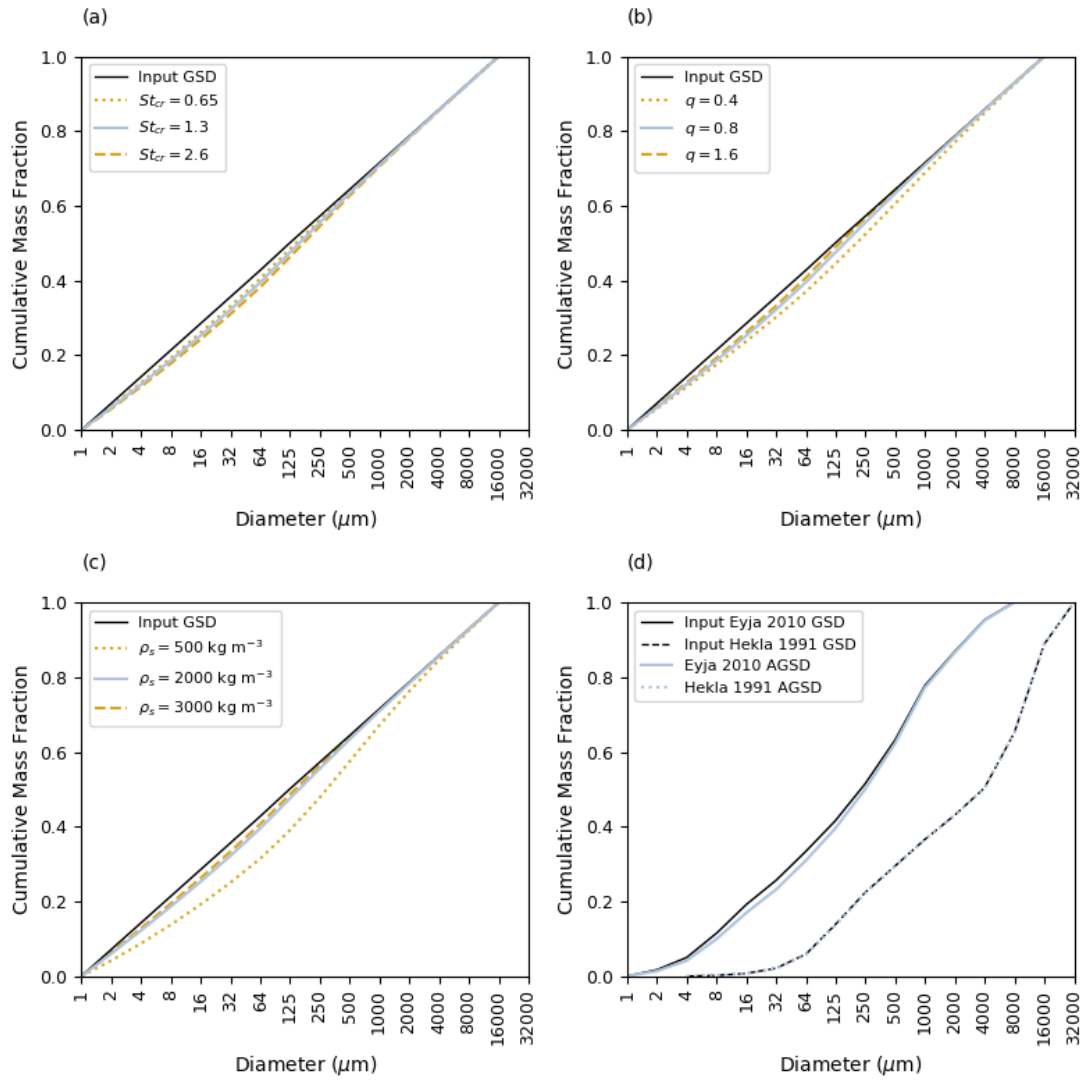 (a)
1.0
0.8
0.6
0.4
0.2
0.0
Cumulative Mass Fraction
Input GSD
St_cr = 0.65
St_cr = 1.3
St_cr = 2.6
1 2 4 8 16 32 64 125 250 500 1000 2000 4000 8000 16000 32000
Diameter (μm)
(b)
1.0
0.8
0.6
0.4
0.2
0.0
Cumulative Mass Fraction
Input GSD
q = 0.4
q = 0.8
q = 1.6
1 2 4 8 16 32 64 125 250 500 1000 2000 4000 8000 16000 32000
Diameter (μm)
(c)
1.0
0.8
0.6
0.4
0.2
0.0
Cumulative Mass Fraction
Input GSD
ρ_s = 500 kg m⁻³
ρ_s = 2000 kg m⁻³
ρ_s = 3000 kg m⁻³
1 2 4 8 16 32 64 125 250 500 1000 2000 4000 8000 16000 32000
Diameter (μm)
(d)
1.0
0.8
0.6
0.4
0.2
0.0
Cumulative Mass Fraction
Input Eyja 2010 GSD
Input Hekla 1991 GSD
Eyja 2010 AGSD
Hekla 1991 AGSD
1 2 4 8 16 32 64 125 250 500 1000 2000 4000 8000 16000 32000
Diameter (μm)